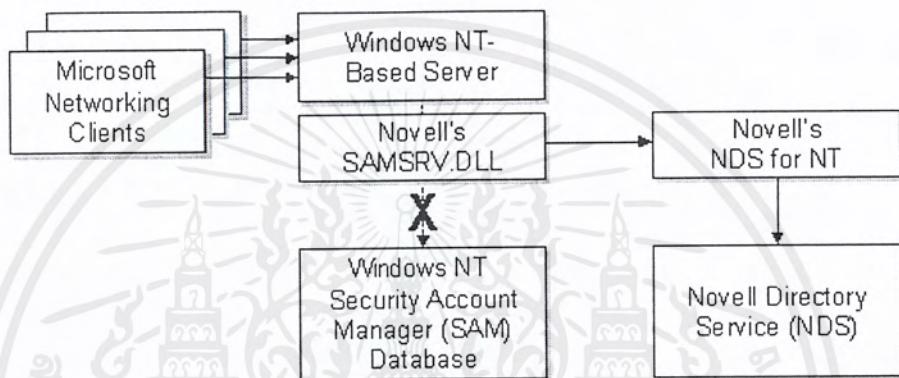 Microsoft
Networking
Clients
Windows NT-
Based Server
Novell's
SAMSRV.DLL
Novell's
NDS for NT
X
Windows NT
Security Account
Manager (SAM)
Database
Novell Directory
Service (NDS)